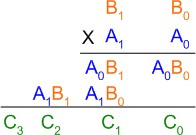 B₁ B₀
X A₁ A₀
A₀B₁ A₀B₀
A₁B₁ A₁B₀
C₃ C₂ C₁ C₀